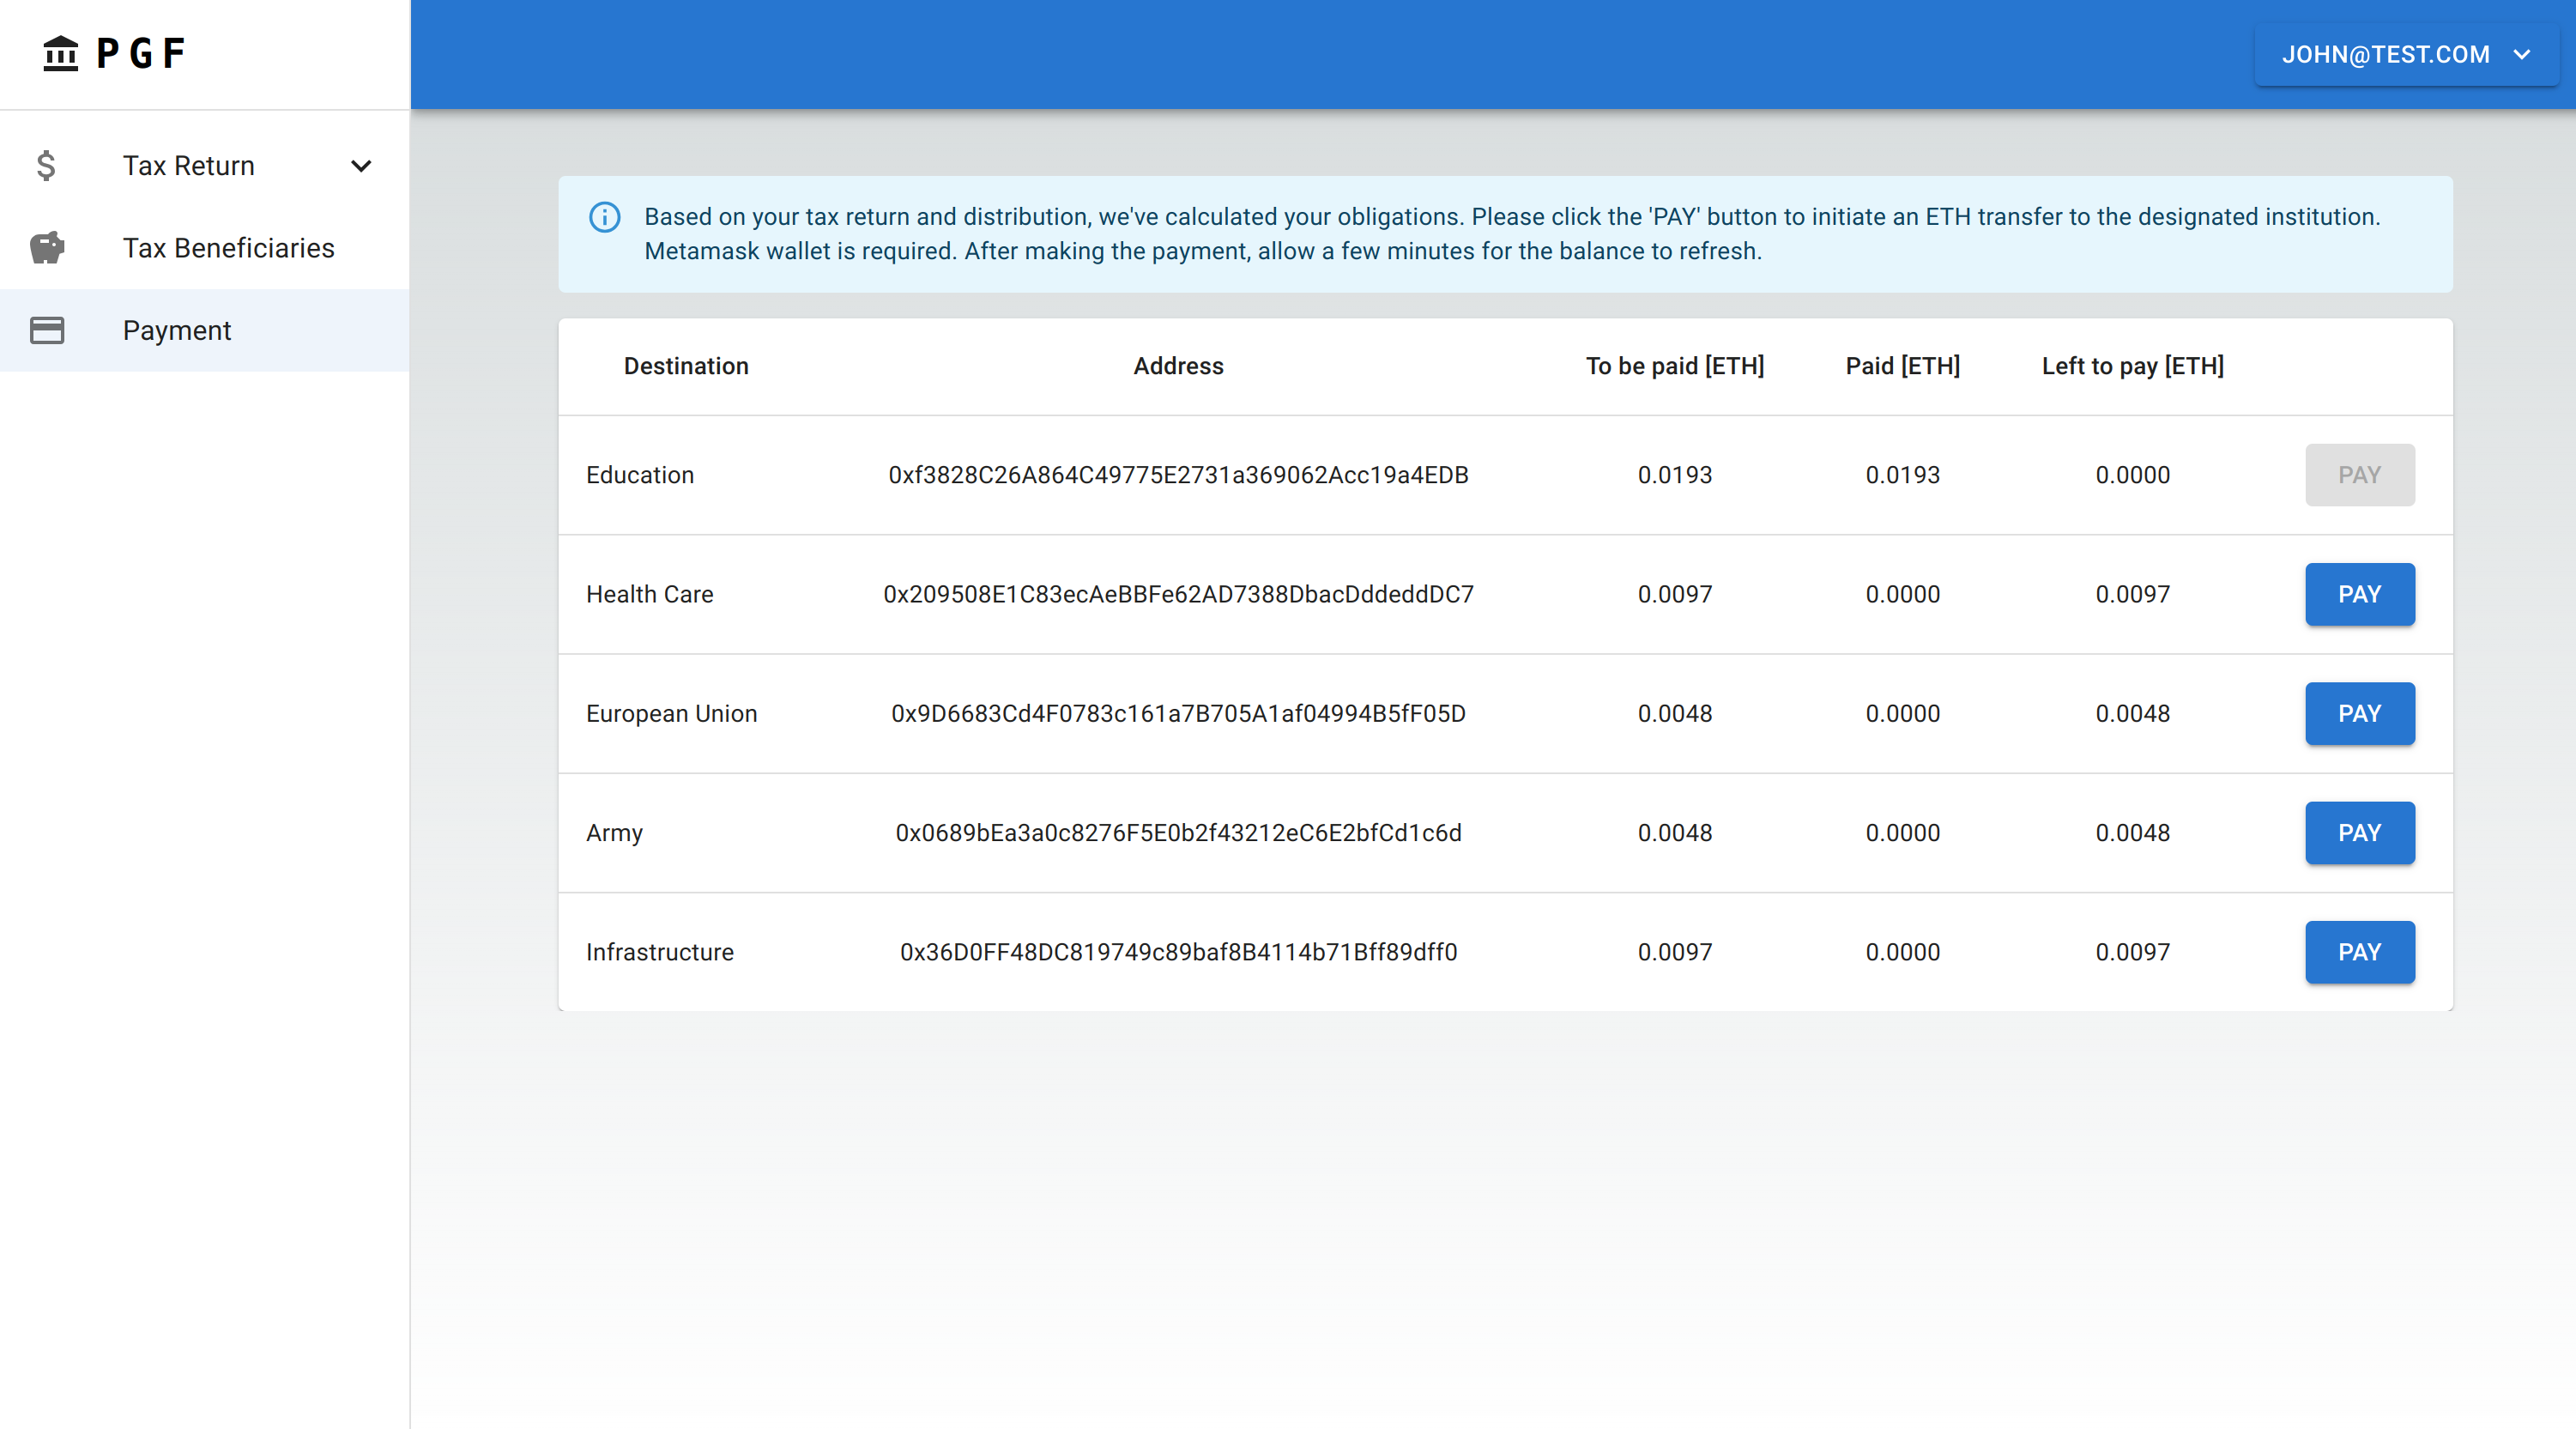 PGF
JOHN@TEST.COM
Tax Return
Tax Beneficiaries
Payment
Based on your tax return and distribution, we've calculated your obligations. Please click the 'PAY' button to initiate an ETH transfer to the designated institution.
Metamask wallet is required. After making the payment, allow a few minutes for the balance to refresh.
Destination Address To be paid [ETH] Paid [ETH] Left to pay [ETH]
Education 0xf3828C26A864C49775E2731a369062Acc19a4EDB 0.0193 0.0193 0.0000 PAY
Health Care 0x209508E1C83ecAeBBFe62AD7388DbacDddeddDC7 0.0097 0.0000 0.0097 PAY
European Union 0x9D6683Cd4F0783c161a7B705A1af04994B5fF05D 0.0048 0.0000 0.0048 PAY
Army 0x0689bEa3a0c8276F5E0b2f43212eC6E2bfCd1c6d 0.0048 0.0000 0.0048 PAY
Infrastructure 0x36D0FF48DC819749c89baf8B4114b71Bff89dff0 0.0097 0.0000 0.0097 PAY